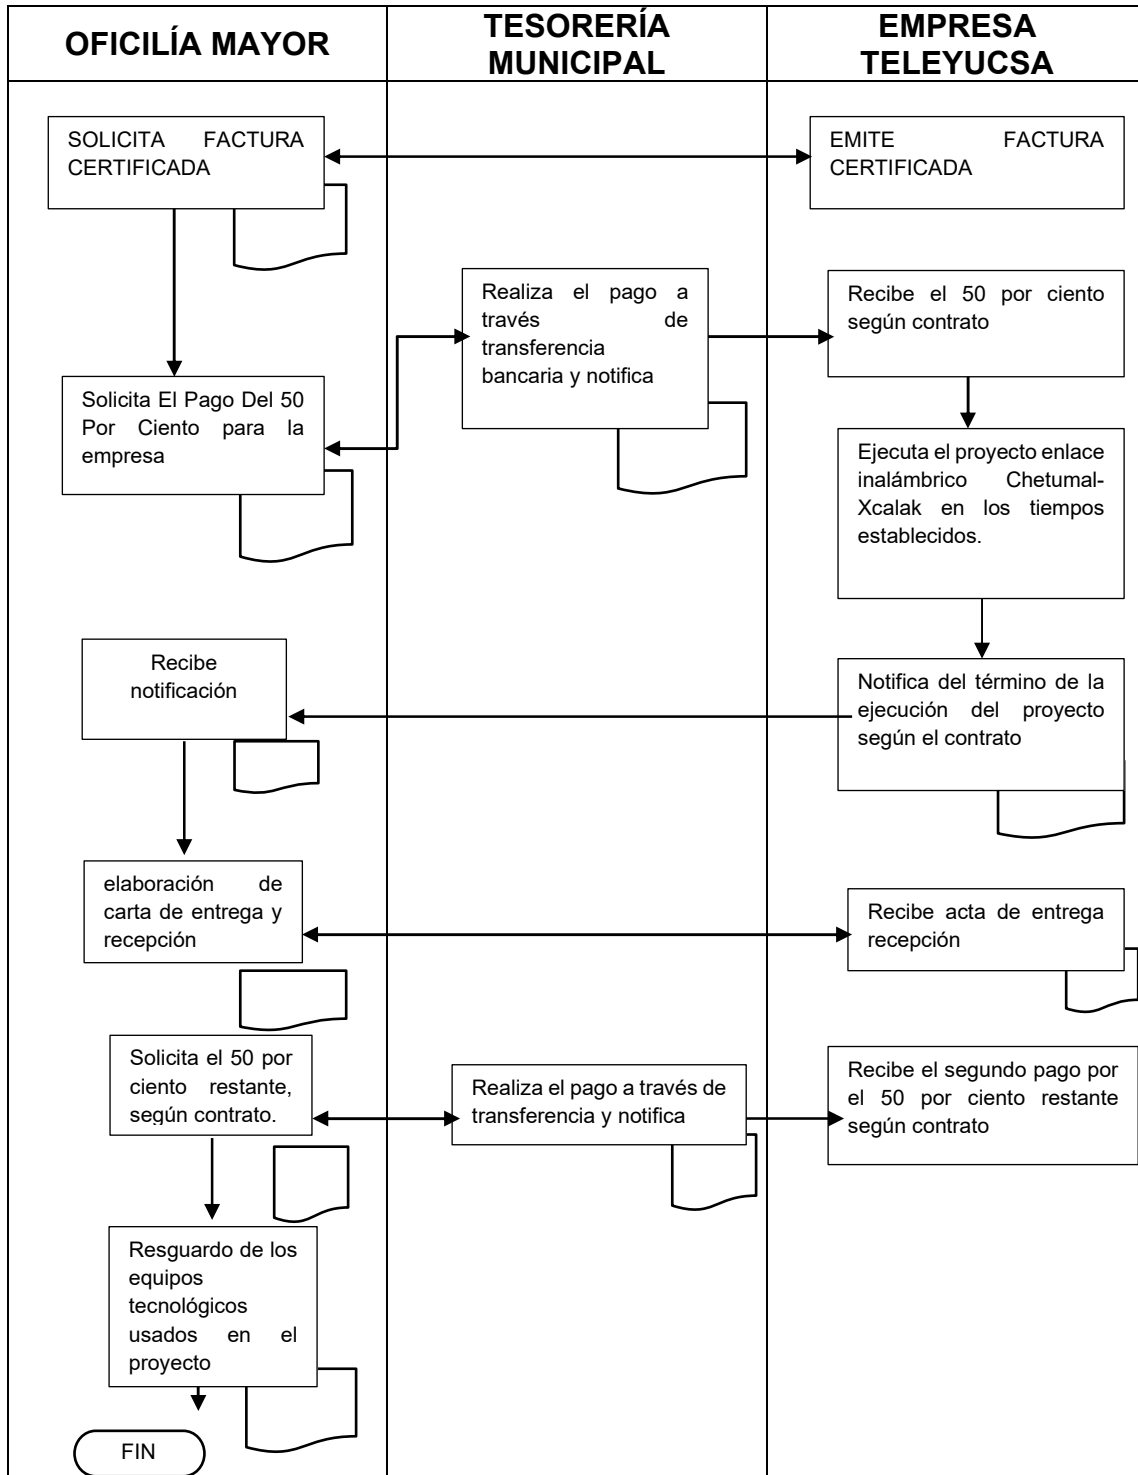 OFICILÍA MAYOR
TESORERÍA
MUNICIPAL
EMPRESA
TELEYUCSA
SOLICITA FACTURA
CERTIFICADA
EMITE FACTURA
CERTIFICADA
Realiza el pago a
través de
transferencia
bancaria y notifica
Recibe el 50 por ciento
según contrato
Solicita El Pago Del 50
Por Ciento para la
empresa
Ejecuta el proyecto enlace
inalámbrico Chetumal-
Xcalak en los tiempos
establecidos.
Recibe
notificación
Notifica del término de la
ejecución del proyecto
según el contrato
elaboración de
carta de entrega y
recepción
Recibe acta de entrega
recepción
Solicita el 50 por
ciento restante,
según contrato.
Realiza el pago a través de
transferencia y notifica
Recibe el segundo pago por
el 50 por ciento restante
según contrato
Resguardo de los
equipos
tecnológicos
usados en el
proyecto
FIN